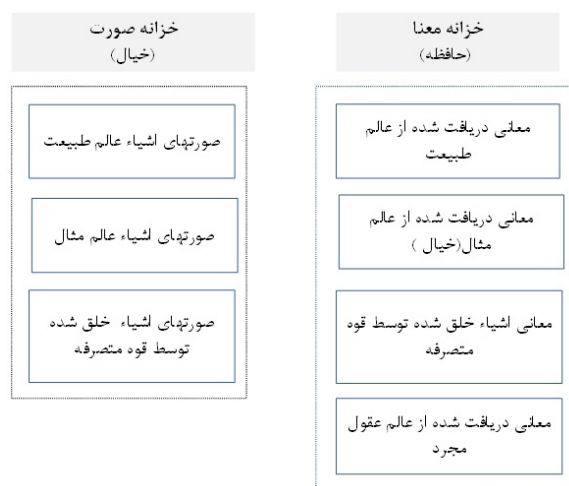 خزانه معنا
(حافظه)
معانی دریافت شده از عالم
طبیعت
معانی دریافت شده از عالم
مثال(خیال )
معانی اشیاء خلق شده توسط قوه
متصرفه
معانی دریافت شده از عالم عقول
مجرد
خزانه صورت
(خیال)
صورتهای اشیاء عالم طبیعت
صورتهای اشیاء عالم مثال
صورتهای اشیاء خلق شده
توسط قوه متصرفه